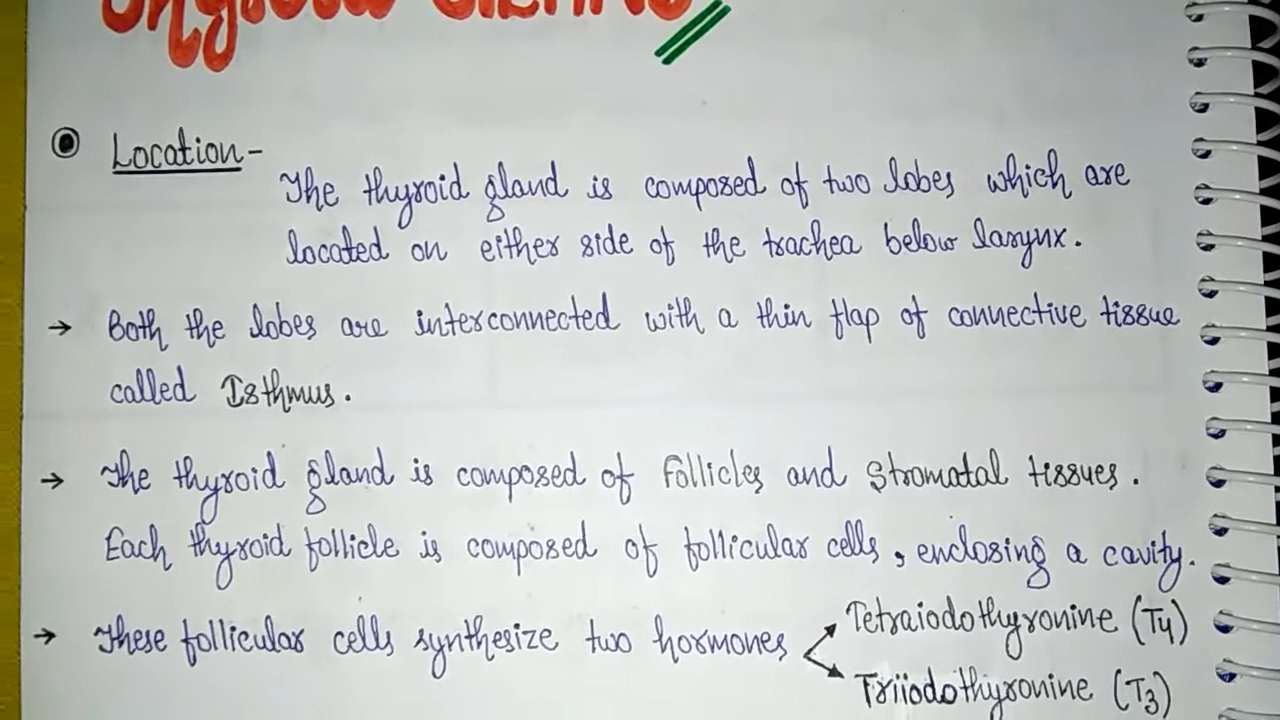 Thyroid Gland
Location-
The thyroid gland is composed of two lobes which are
located on either side of the trachea below larynx.
→ Both the lobes are interconnected with a thin flap of connective tissue
called Isthmus.
→ The thyroid gland is composed of Follicles and Stromatal tissues.
Each thyroid follicle is composed of follicular cells, enclosing a cavity.
→ These follicular cells synthesize two hormones
Tetraiodothyronine (T4)
Triiodothyronine (T3)